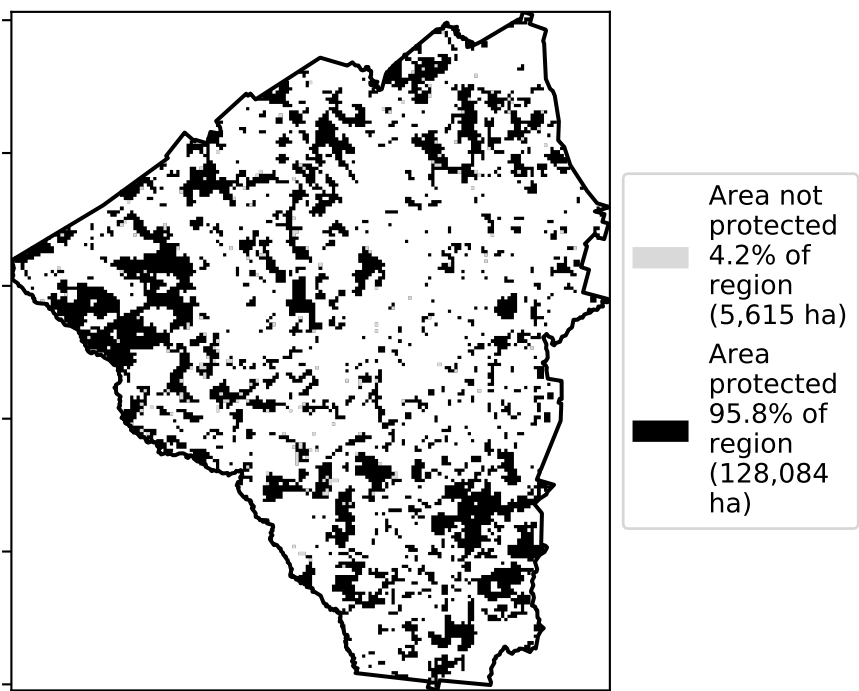 Area not
protected
4.2% of
region
(5,615 ha)
Area
protected
95.8% of
region
(128,084
ha)